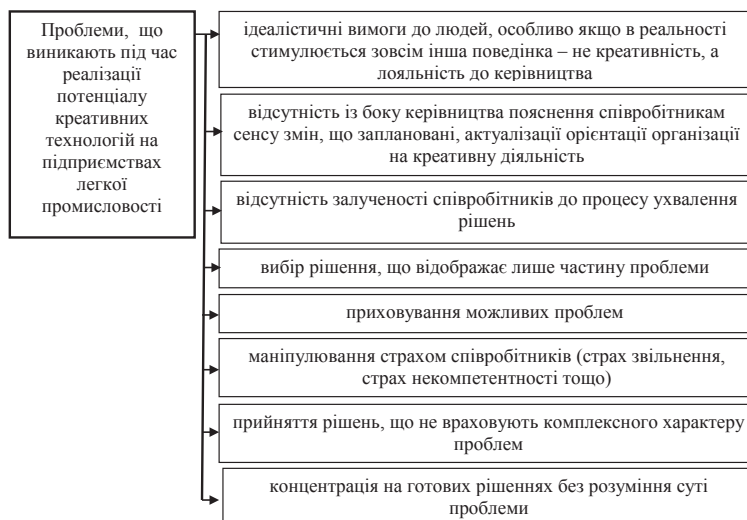 Проблеми, що
виникають під час
реалізації
потенціалу
креативних
технологій на
підприємствах
легкої
промисловості
ідеалістичні вимоги до людей, особливо якщо в реальності
стимулюється зовсім інша поведінка – не креативність, а
лояльність до керівництва
відсутність із боку керівництва пояснення співробітникам
сенсу змін, що заплановані, актуалізації орієнтації організації
на креативну діяльність
відсутність залученості співробітників до процесу ухвалення
рішень
вибір рішення, що відображає лише частину проблеми
приховування можливих проблем
маніпулювання страхом співробітників (страх звільнення,
страх некомпетентності тощо)
прийняття рішень, що не враховують комплексного характеру
проблем
концентрація на готових рішеннях без розуміння суті
проблеми